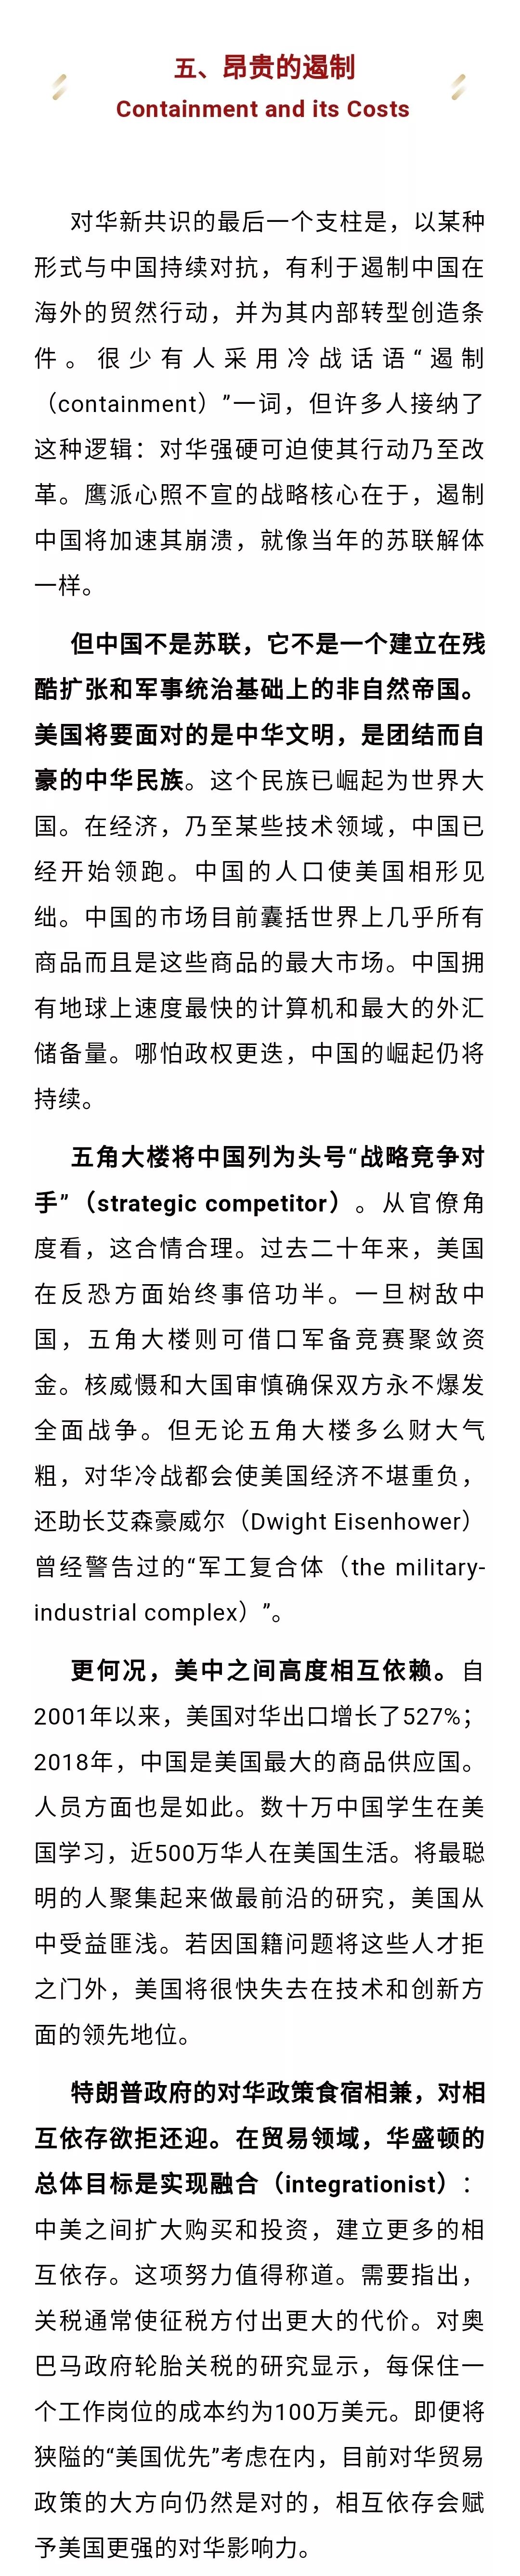 五、昂贵的遏制
Containment and its Costs
对华新共识的最后一个支柱是，以某种
形式与中国持续对抗，有利于遏制中国在
海外的贸然行动，并为其内部转型创造条
件。很少有人采用冷战话语“遏制
（containment）”一词，但许多人接纳了
这种逻辑：对华强硬可迫使其行动乃至改
革。鹰派心照不宣的战略核心在于，遏制
中国将加速其崩溃，就像当年的苏联解体
一样。
但中国不是苏联，它不是一个建立在残
酷扩张和军事统治基础上的非自然帝国。
美国将要面对的是中华文明，是团结而自
豪的中华民族。这个民族已崛起为世界大
国。在经济，乃至某些技术领域，中国已
经开始领跑。中国的人口使美国相形见
绌。中国的市场目前囊括世界上几乎所有
商品而且是这些商品的最大市场。中国拥
有地球上速度最快的计算机和最大的外汇
储备量。哪怕政权更迭，中国的崛起仍将
持续。
五角大楼将中国列为头号“战略竞争对
手”（strategic competitor）。从官僚角
度看，这合情合理。过去二十年来，美国
在反恐方面始终事倍功半。一旦树敌中
国，五角大楼则可借口军备竞赛聚敛资
金。核威慑和大国审慎确保双方永不爆发
全面战争。但无论五角大楼多么财大气
粗，对华冷战都会使美国经济不堪重负，
还助长艾森豪威尔（Dwight Eisenhower）
曾经警告过的“军工复合体（the military-
industrial complex）”。
更何况，美中之间高度相互依赖。自
2001年以来，美国对华出口增长了527%；
2018年，中国是美国最大的商品供应国。
人员方面也是如此。数十万中国学生在美
国学习，近500万华人在美国生活。将最聪
明的人聚集起来做最前沿的研究，美国从
中受益匪浅。若因国籍问题将这些人才拒
之门外，美国将很快失去在技术和创新方
面的领先地位。
特朗普政府的对华政策食宿相兼，对相
互依存欲拒还迎。在贸易领域，华盛顿的
总体目标是实现融合（integrationist）：
中美之间扩大购买和投资，建立更多的相
互依存。这项努力值得称道。需要指出，
关税通常使征税方付出更大的代价。对奥
巴马政府轮胎关税的研究显示，每保住一
个工作岗位的成本约为100万美元。即便将
狭隘的“美国优先”考虑在内，目前对华贸易
政策的大方向仍然是对的，相互依存会赋
予美国更强的对华影响力。